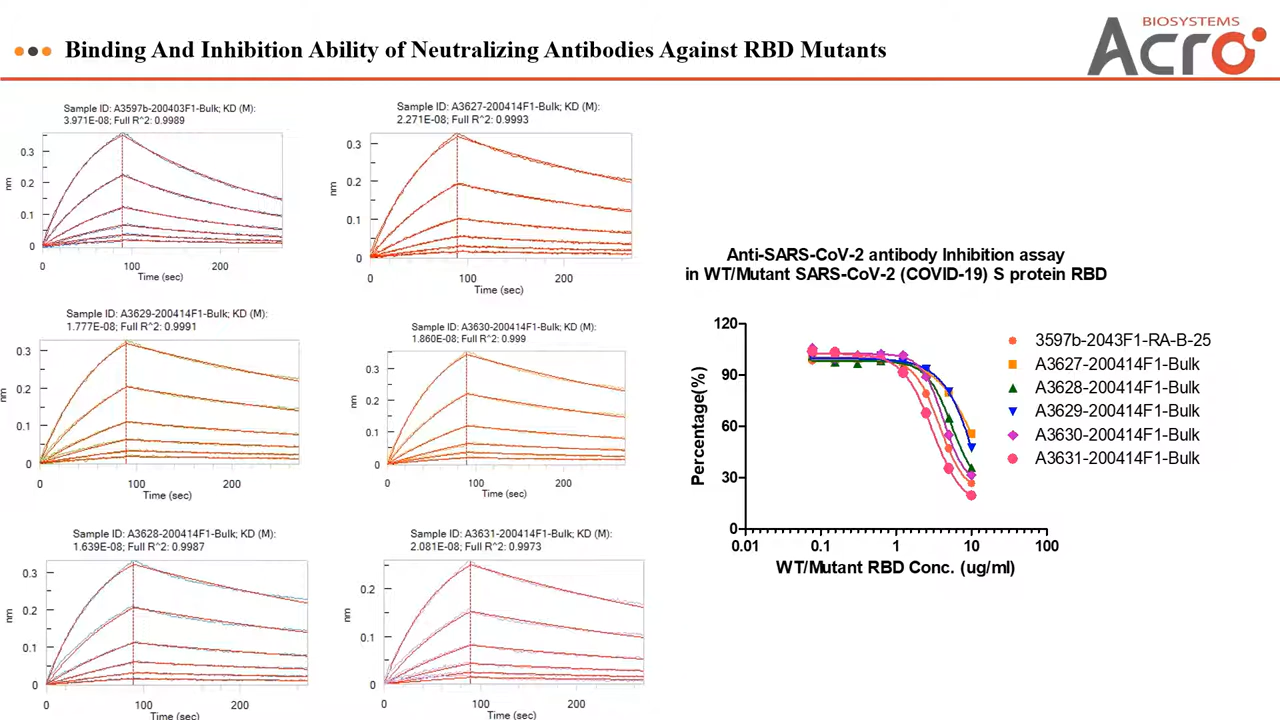 Binding And Inhibition Ability of Neutralizing Antibodies Against RBD Mutants
BIOSYSTEMS
Acro
Sample ID: A3597b-200403F1-Bulk; KD (M):
3.971E-08; Full R^2: 0.9989
0.3
0.2
0.1
0
nm
0
100
200
Time (sec)
Sample ID: A3627-200414F1-Bulk; KD (M):
2.271E-08; Full R^2: 0.9993
0.3
0.2
0.1
0
nm
0
100
200
Time (sec)
Sample ID: A3629-200414F1-Bulk; KD (M):
1.777E-08; Full R^2: 0.9991
0.3
0.2
0.1
0
nm
0
100
200
Time (sec)
Sample ID: A3630-200414F1-Bulk; KD (M):
1.860E-08; Full R^2: 0.999
0.3
0.2
0.1
0
nm
0
100
200
Time (sec)
Sample ID: A3628-200414F1-Bulk; KD (M):
1.639E-08; Full R^2: 0.9987
0.3
0.2
0.1
0
nm
0
100
200
Time (sec)
Sample ID: A3631-200414F1-Bulk; KD (M):
2.081E-08; Full R^2: 0.9973
0.2
0.1
0
nm
0
100
200
Time (sec)
Anti-SARS-CoV-2 antibody Inhibition assay
in WT/Mutant SARS-CoV-2 (COVID-19) S protein RBD
120
90
60
30
0
Percentage(%)
0.01
0.1
1
10
100
WT/Mutant RBD Conc. (ug/ml)
3597b-2043F1-RA-B-25
A3627-200414F1-Bulk
A3628-200414F1-Bulk
A3629-200414F1-Bulk
A3630-200414F1-Bulk
A3631-200414F1-Bulk